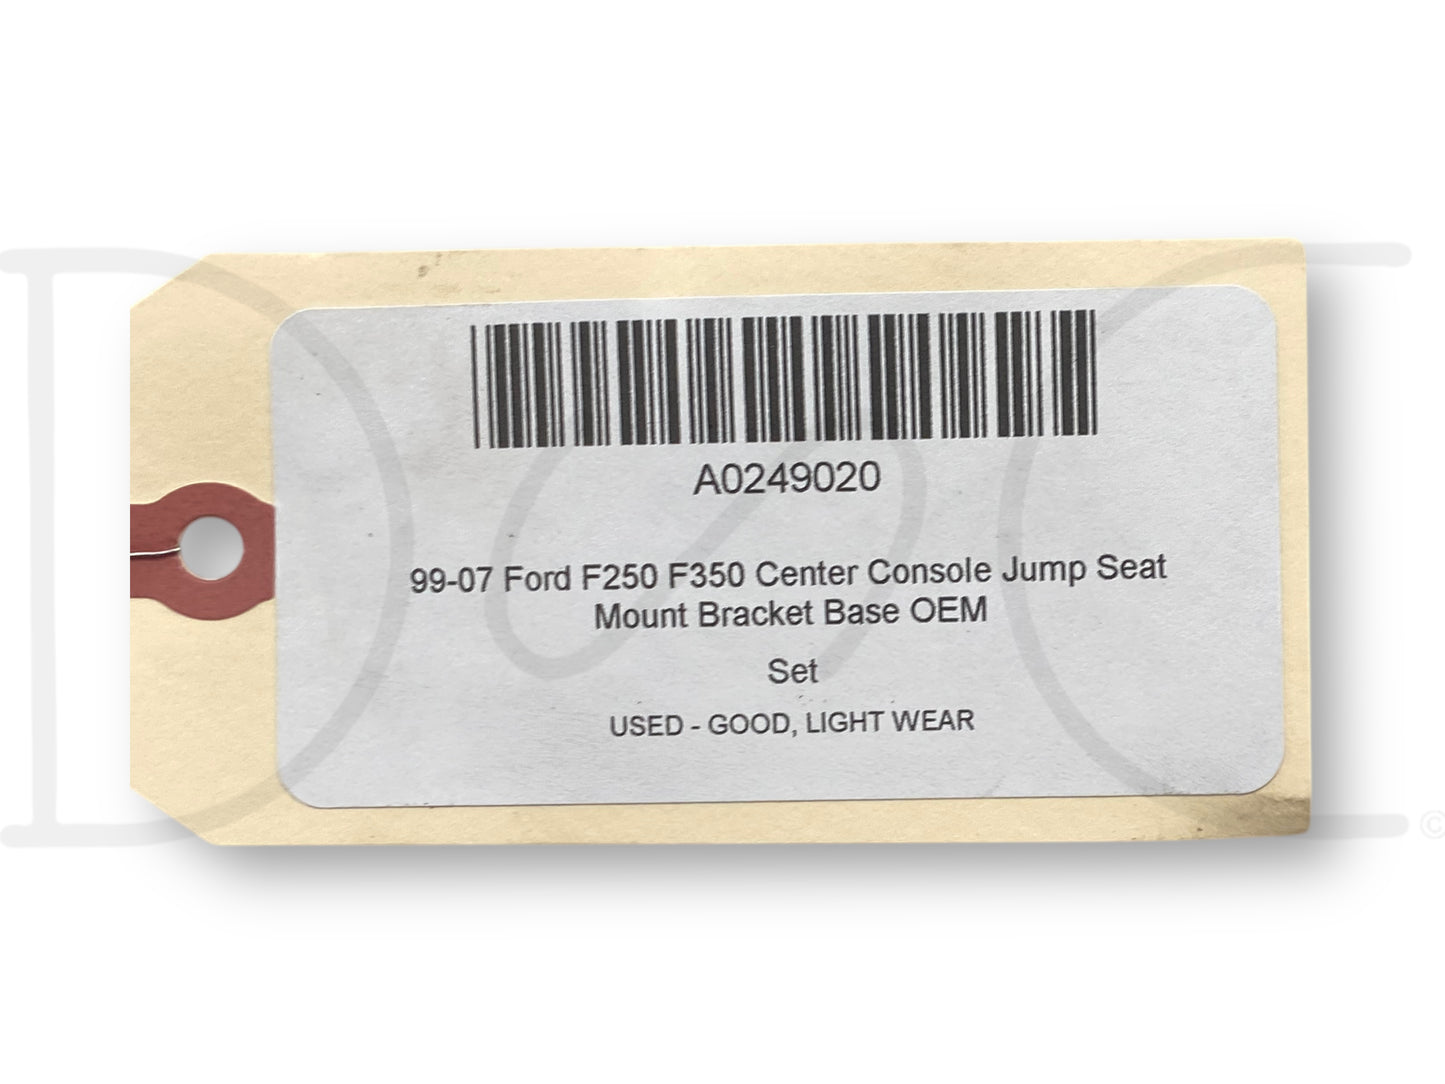 A0249020
99-07 Ford F250 F350 Center Console Jump Seat
Mount Bracket Base OEM
Set
USED - GOOD, LIGHT WEAR
©